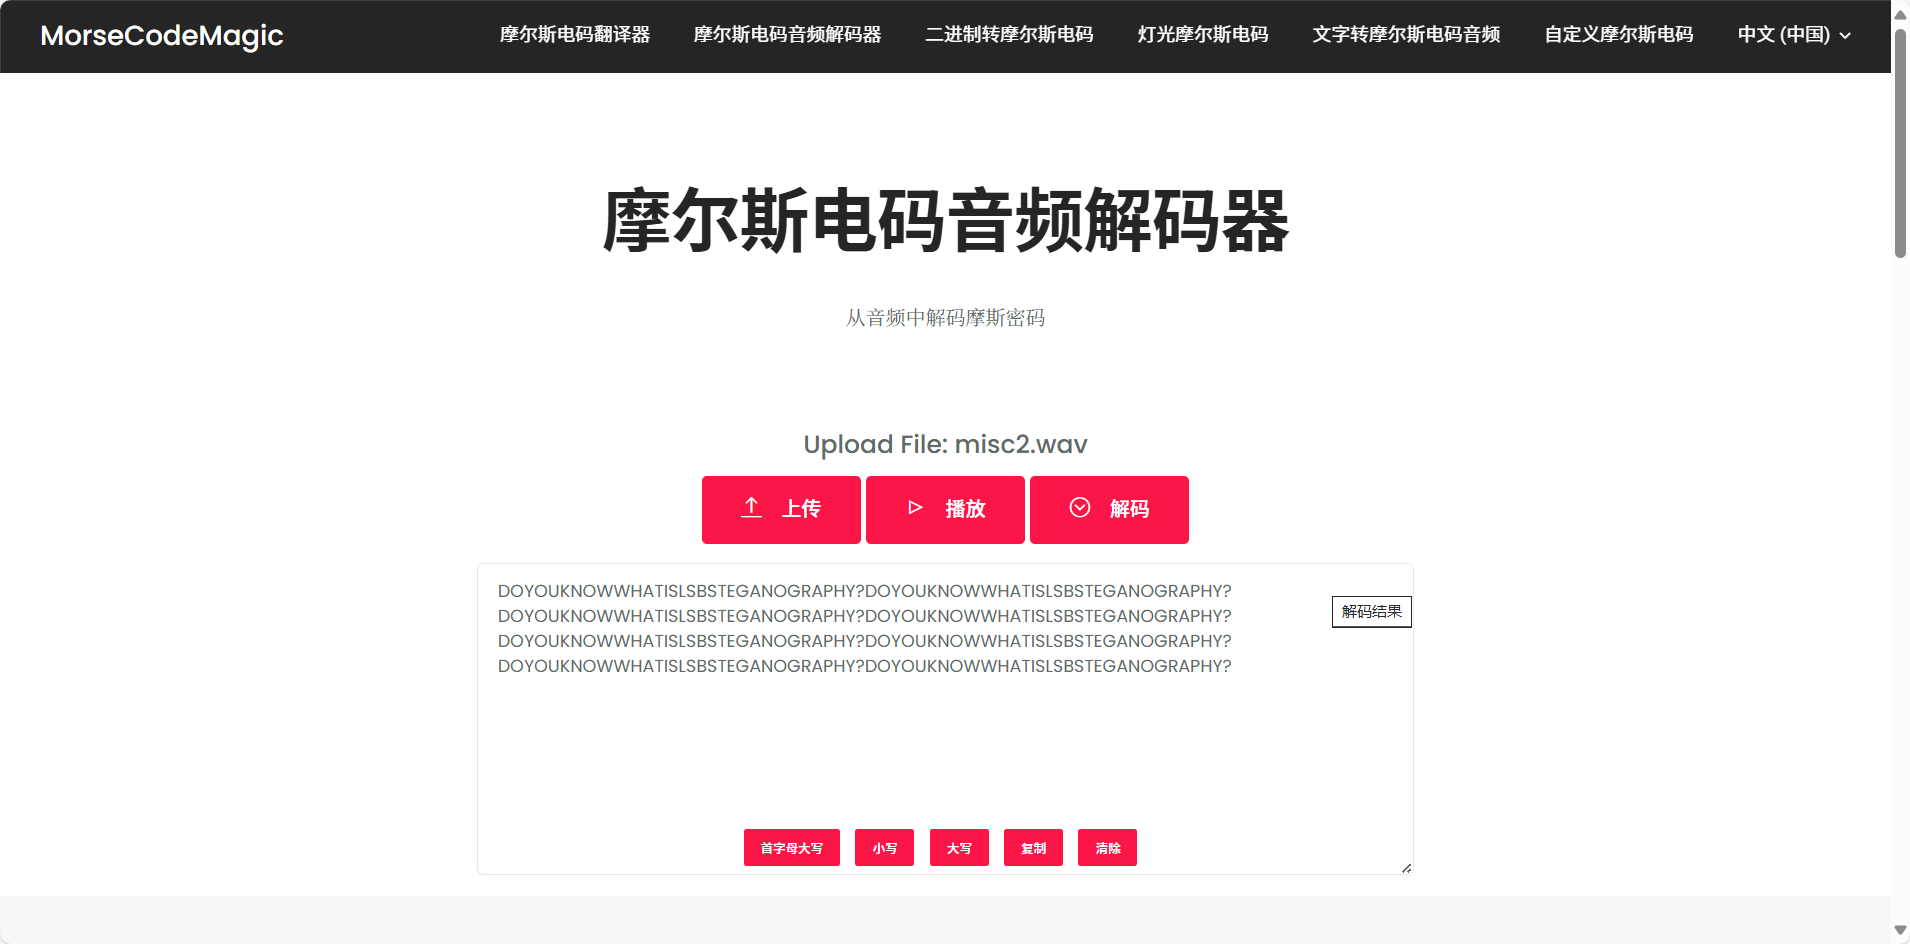 MorseCodeMagic
摩尔斯电码翻译器
摩尔斯电码音频解码器
二进制转摩尔斯电码
灯光摩尔斯电码
文字转摩尔斯电码音频
自定义摩尔斯电码
中文 (中国)
摩尔斯电码音频解码器
从音频中解码摩斯密码
Upload File: misc2.wav
上传
播放
解码
DOYOUKNOWWHATISLSBSTEGANOGRAPHY?DOYOUKNOWWHATISLSBSTEGANOGRAPHY?
DOYOUKNOWWHATISLSBSTEGANOGRAPHY?DOYOUKNOWWHATISLSBSTEGANOGRAPHY?
DOYOUKNOWWHATISLSBSTEGANOGRAPHY?DOYOUKNOWWHATISLSBSTEGANOGRAPHY?
DOYOUKNOWWHATISLSBSTEGANOGRAPHY?DOYOUKNOWWHATISLSBSTEGANOGRAPHY?
解码结果
首字母大写
小写
大写
复制
清除